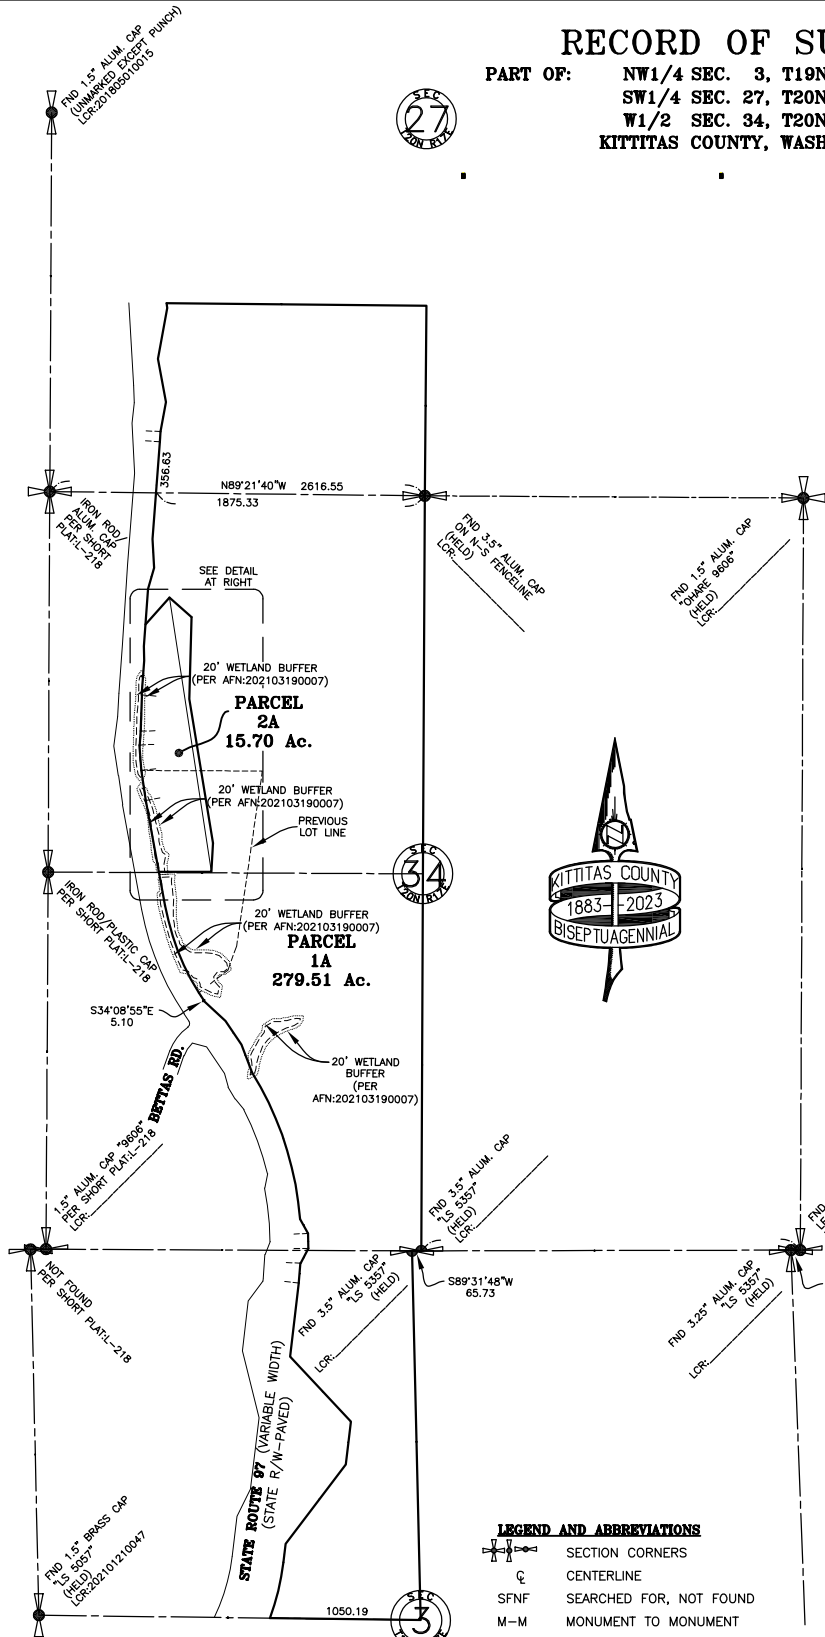 RECORD OF SU
PART OF: NW1/4 SEC. 3, T19N
SW1/4 SEC. 27, T20N
W1/2 SEC. 34, T20N
KITTITAS COUNTY, WASH
FND 1.5" ALUM. CAP
(UNMARKED EXCEPT PUNCH)
LCR:201805010015
SEC
27
T20N R17E
356.63
N89°21'40"W 2616.55
1875.33
IRON ROD/
ALUM. CAP
PER SHORT
PLAT:L-218
FND 3.5" ALUM. CAP
ON N-S FENCELINE
(HELD)
LCR:
FND 1.5" ALUM. CAP
"OHARE 9606"
(HELD)
LCR:
SEE DETAIL
AT RIGHT
20' WETLAND BUFFER
(PER AFN:202103190007)
PARCEL
2A
15.70 Ac.
20' WETLAND BUFFER
(PER AFN:202103190007)
PREVIOUS
LOT LINE
N
KITTITAS COUNTY
1883--2023
BISEPTUAGENNIAL
SEC
34
T20N R17E
IRON ROD/PLASTIC CAP
PER SHORT PLAT:L-218
20' WETLAND BUFFER
(PER AFN:202103190007)
PARCEL
1A
279.51 Ac.
S34°08'55"E
5.10
20' WETLAND
BUFFER
(PER
AFN:202103190007)
BETTAS RD.
1.5" ALUM. CAP "9606"
PER SHORT PLAT:L-218
LCR:
FND 3.5" ALUM. CAP
"LS 5357"
(HELD)
LCR:
NOT FOUND
PER SHORT PLAT:L-218
FND 3.5" ALUM. CAP
"LS 5357"
(HELD)
LCR:
S89°31'48"W
65.73
FND 3.25" ALUM. CAP
"LS 5357"
(HELD)
LCR:
FND
STATE ROUTE 97 (VARIABLE WIDTH)
(STATE R/W-PAVED)
FND 1.5" BRASS CAP
"LS 5057"
(HELD)
LCR:202101210047
1050.19
SEC
3
LEGEND AND ABBREVIATIONS
SECTION CORNERS
℄ CENTERLINE
SFNF SEARCHED FOR, NOT FOUND
M-M MONUMENT TO MONUMENT